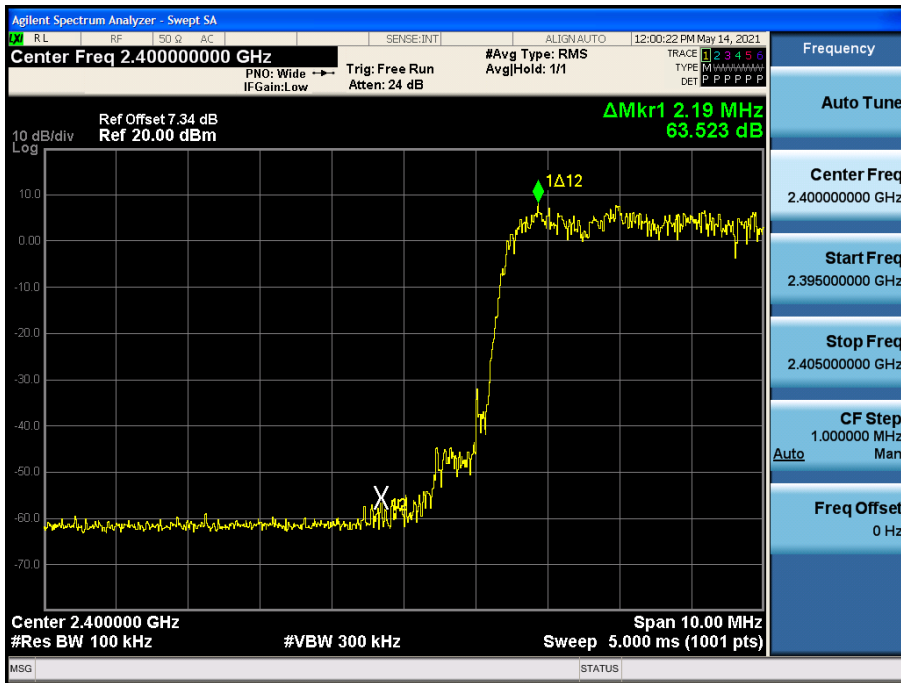 Agilent Spectrum Analyzer - Swept SA
LXI RL RF 50 Ω AC SENSE:INT ALIGN AUTO 12:00:22 PM May 14, 2021
Center Freq 2.400000000 GHz
PNO: Wide
IFGain:Low
Trig: Free Run
Atten: 24 dB
#Avg Type: RMS
Avg|Hold: 1/1
TRACE 1 2 3 4 5 6
TYPE M WWWWW
DET P P P P P P
Ref Offset 7.34 dB
10 dB/div Ref 20.00 dBm
Log
ΔMkr1 2.19 MHz
63.523 dB
10.0
0.00
-10.0
-20.0
-30.0
-40.0
-50.0
-60.0
-70.0
1Δ12
X12
Center 2.400000 GHz
Span 10.00 MHz
#Res BW 100 kHz
#VBW 300 kHz
Sweep 5.000 ms (1001 pts)
MSG
STATUS
Frequency
Auto Tune
Center Freq
2.400000000 GHz
Start Freq
2.395000000 GHz
Stop Freq
2.405000000 GHz
CF Step
1.000000 MHz
Auto Man
Freq Offset
0 Hz